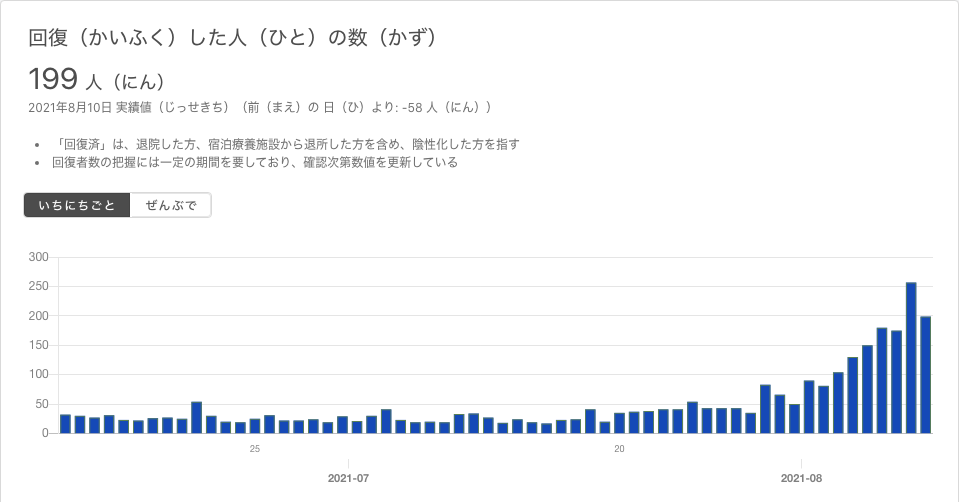 回復（かいふく）した人（ひと）の数（かず）
199 人（にん）
2021年8月10日 実績値（じっせきち）（前（まえ）の 日（ひ）より: -58 人（にん））
「回復済」は、退院した方、宿泊療養施設から退所した方を含め、陰性化した方を指す
回復者数の把握には一定の期間を要しており、確認次第数値を更新している
いちにちごと ぜんぶで
300
250
200
150
100
50
0
25 20
2021-07 2021-08